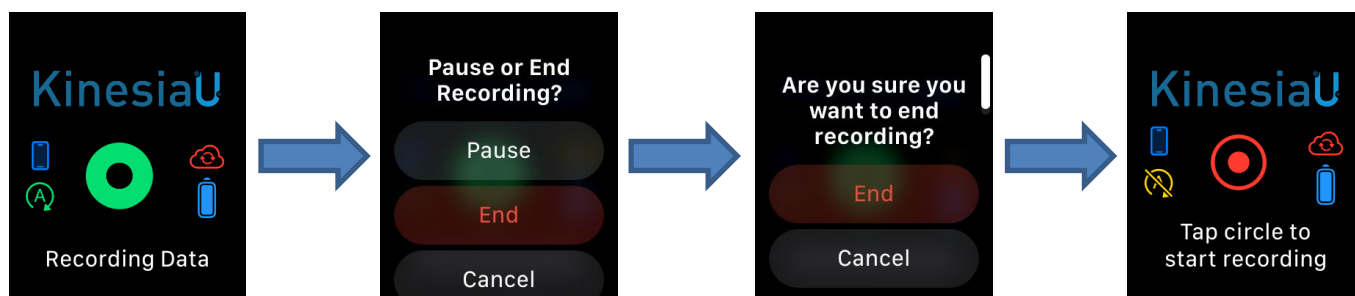 KinesiaU
A
Recording Data
Pause or End
Recording?
Pause
End
Cancel
Are you sure you
want to end
recording?
End
Cancel
KinesiaU
A
Tap circle to
start recording